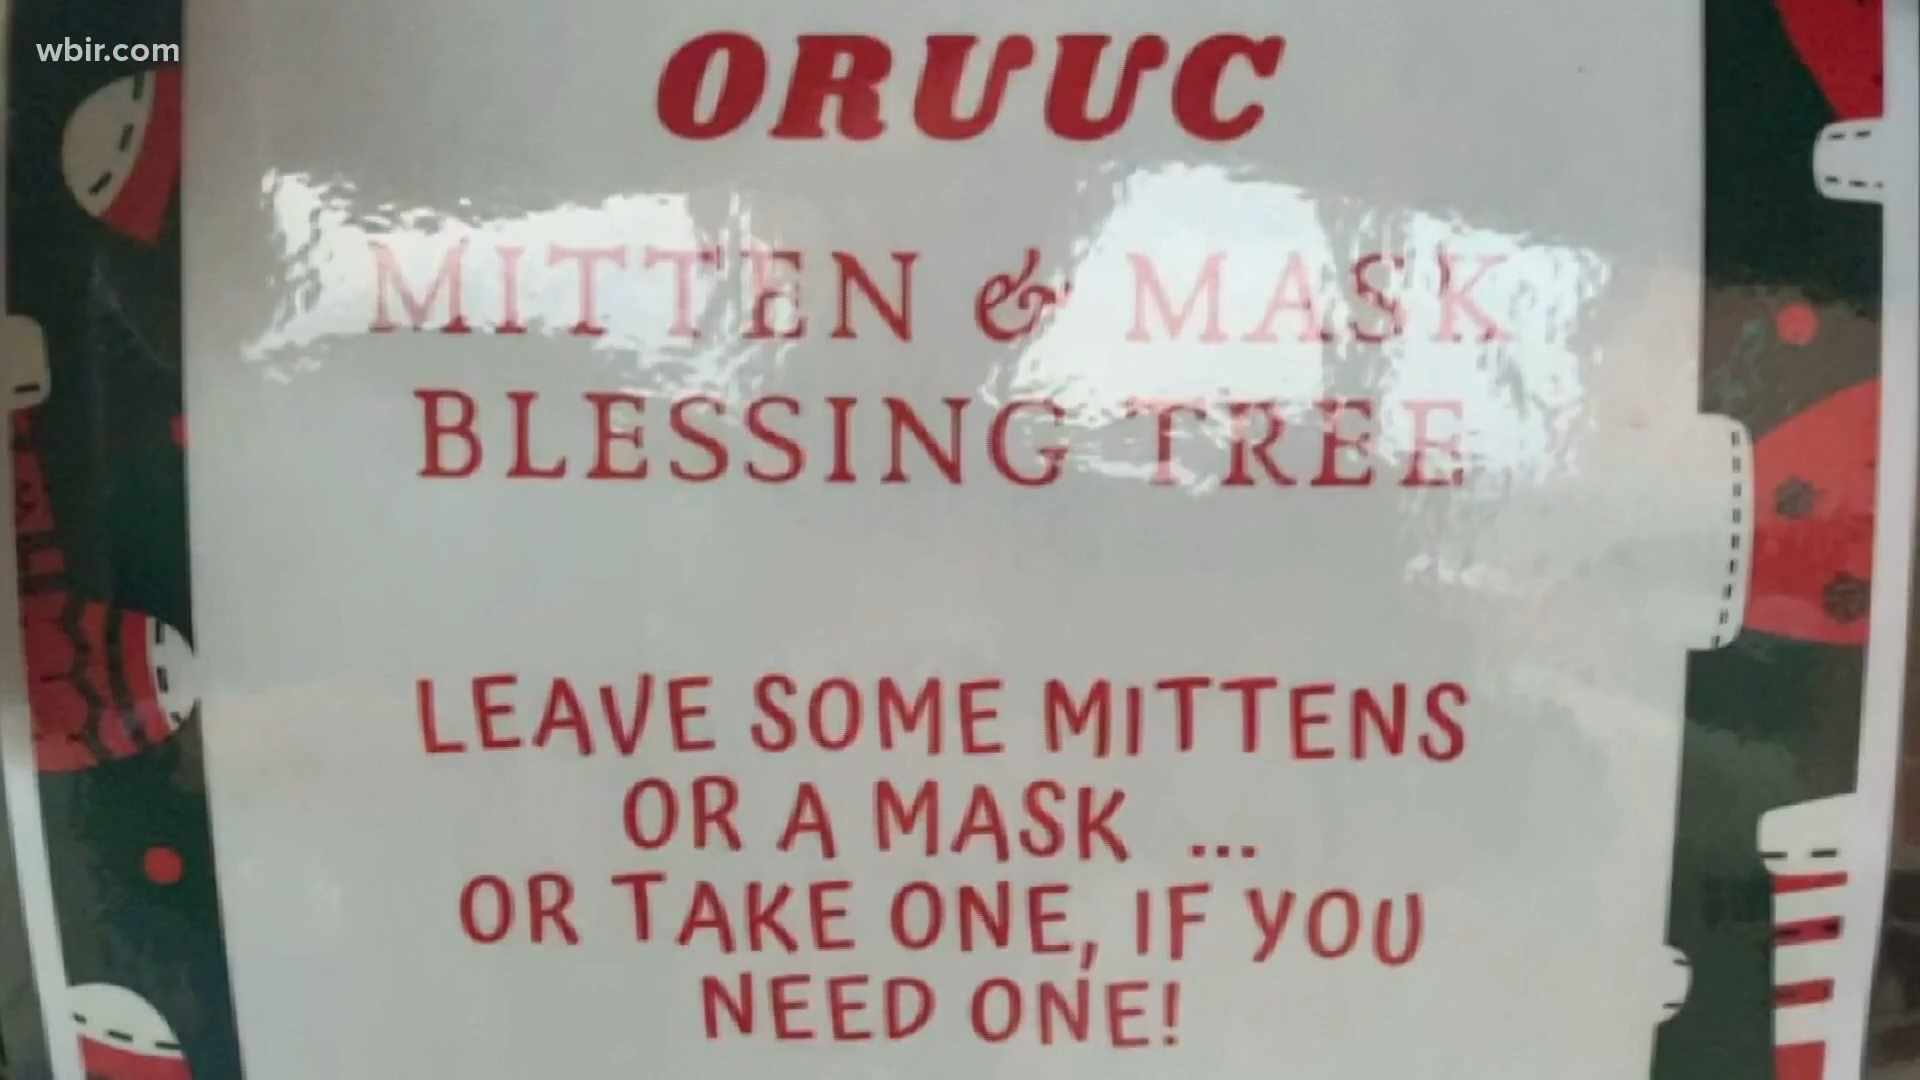 wbir.com
ORUUC
MITTEN & MASK
BLESSING TREE
LEAVE SOME MITTENS
OR A MASK ...
OR TAKE ONE, IF YOU
NEED ONE!